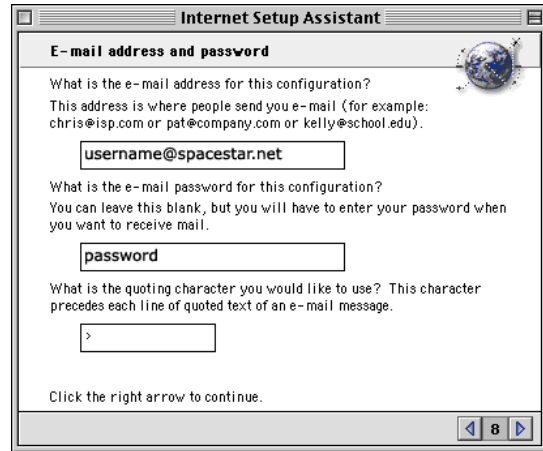 Internet Setup Assistant
E-mail address and password
What is the e-mail address for this configuration?
This address is where people send you e-mail (for example:
chris@isp.com or pat@company.com or kelly@school.edu).
username@spacestar.net
What is the e-mail password for this configuration?
You can leave this blank, but you will have to enter your password when
you want to receive mail.
password
What is the quoting character you would like to use? This character
precedes each line of quoted text of an e-mail message.
>
Click the right arrow to continue.
8